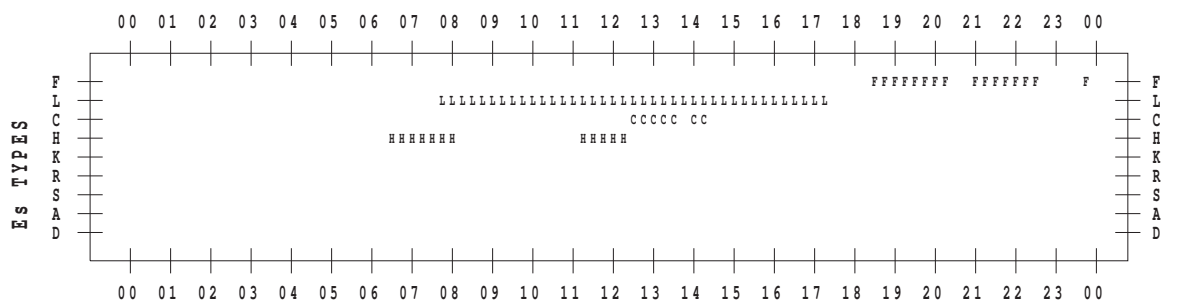 00 01 02 03 04 05 06 07 08 09 10 11 12 13 14 15 16 17 18 19 20 21 22 23 00
F FFFFFFFF FFFFFFF F F
L LLLLLLLLLLLLLLLLLLLLLLLLLLLLLLLLLLLLLLL L
C CCCCC CC C
H HHHHHHH HHHHH H
K K
R R
S S
A A
D D
Es TYPES
00 01 02 03 04 05 06 07 08 09 10 11 12 13 14 15 16 17 18 19 20 21 22 23 00